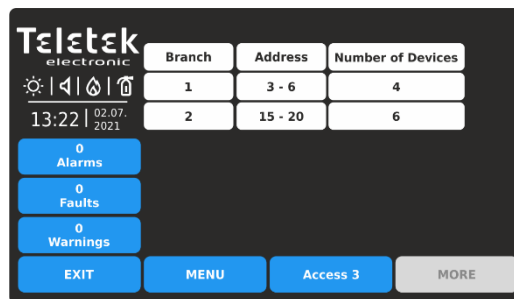 Teletek
electronic
13:22 02.07.
2021
Branch Address Number of Devices
1 3 - 6 4
2 15 - 20 6
0
Alarms
0
Faults
0
Warnings
EXIT MENU Access 3 MORE